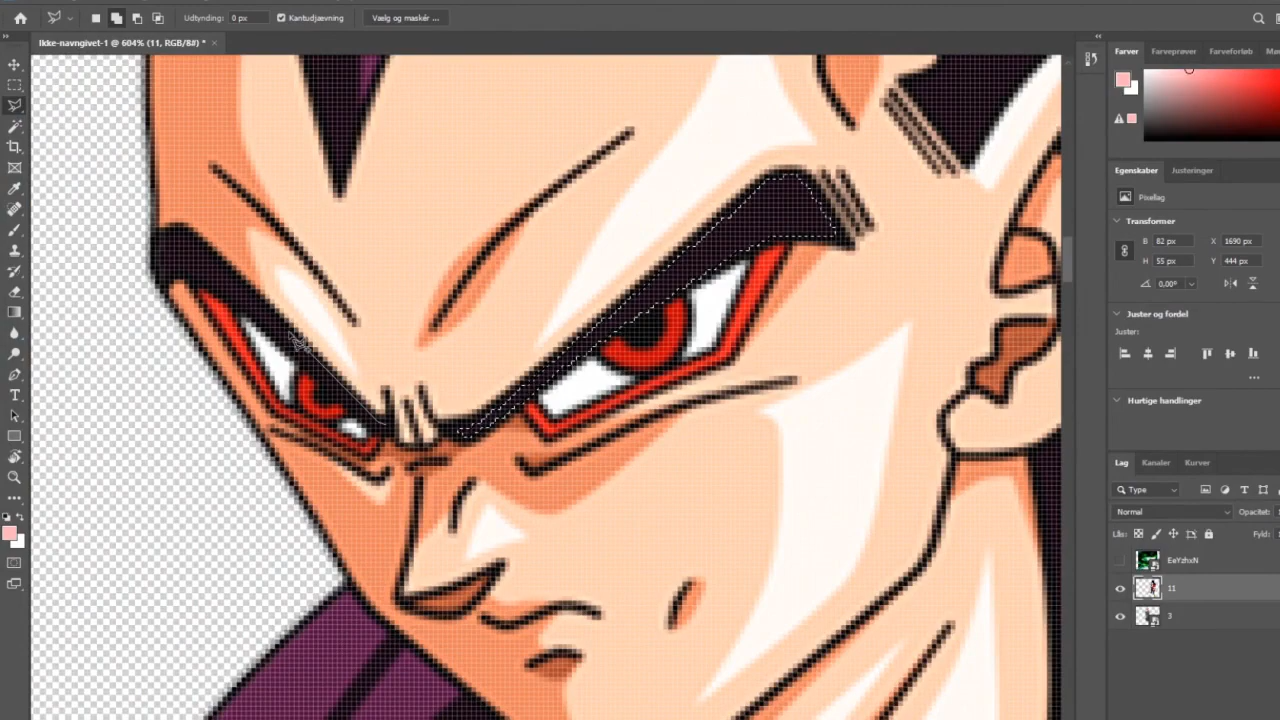 Udtynding: 0 px Kantudjævning Vælg og maskér ...
Ikke-navngivet-1 @ 604% (11, RGB/8#) *
Farver Farveprøver Farveforløb
Egenskaber Justeringer
Pixellag
Transformer
B 82 px X 1690 px
H 55 px Y 444 px
0,00°
Juster og fordel
Juster:
Hurtige handlinger
Lag Kanaler Kurver
Type
Normal Opacitet:
Lås: Fyld:
EeYzhxN
11
3